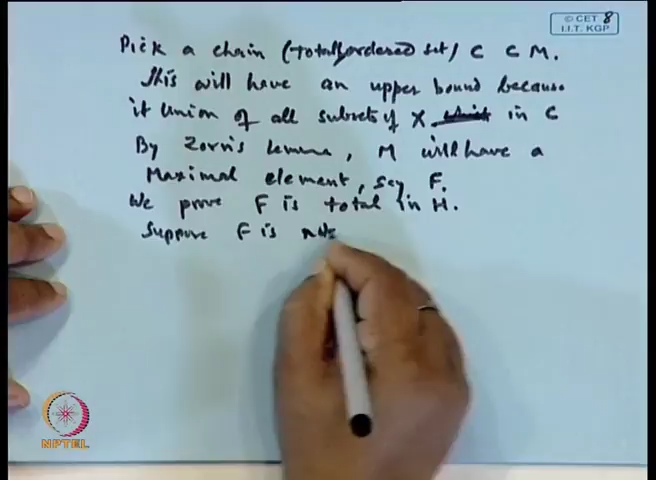 © CET 8
I.I.T. KGP
Pick a chain (totally ordered set) C ⊂ M.
This will have an upper bound because
it union of all subsets of X in C
By Zorn's lemma, M will have a
Maximal element, say F.
We prove F is total in H.
Suppose F is not
NPTEL